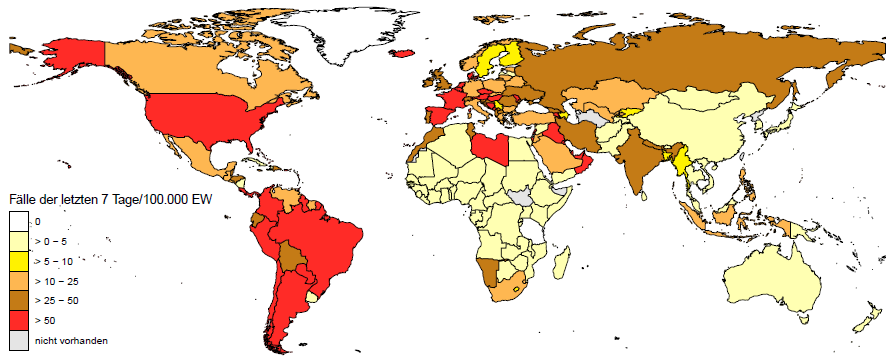 Fälle der letzten 7 Tage/100.000 EW
0
> 0 – 5
> 5 – 10
> 10 – 25
> 25 – 50
> 50
nicht vorhanden